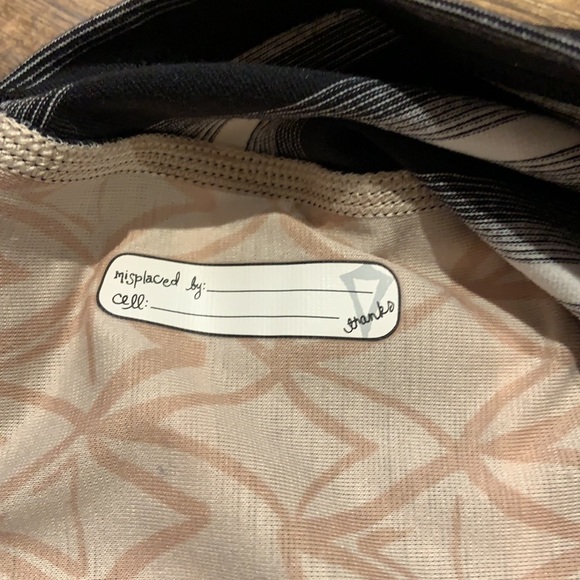 misplaced by:
cell:
thanks